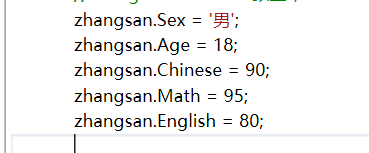 zhangsan.Sex = '男';
zhangsan.Age = 18;
zhangsan.Chinese = 90;
zhangsan.Math = 95;
zhangsan.English = 80;